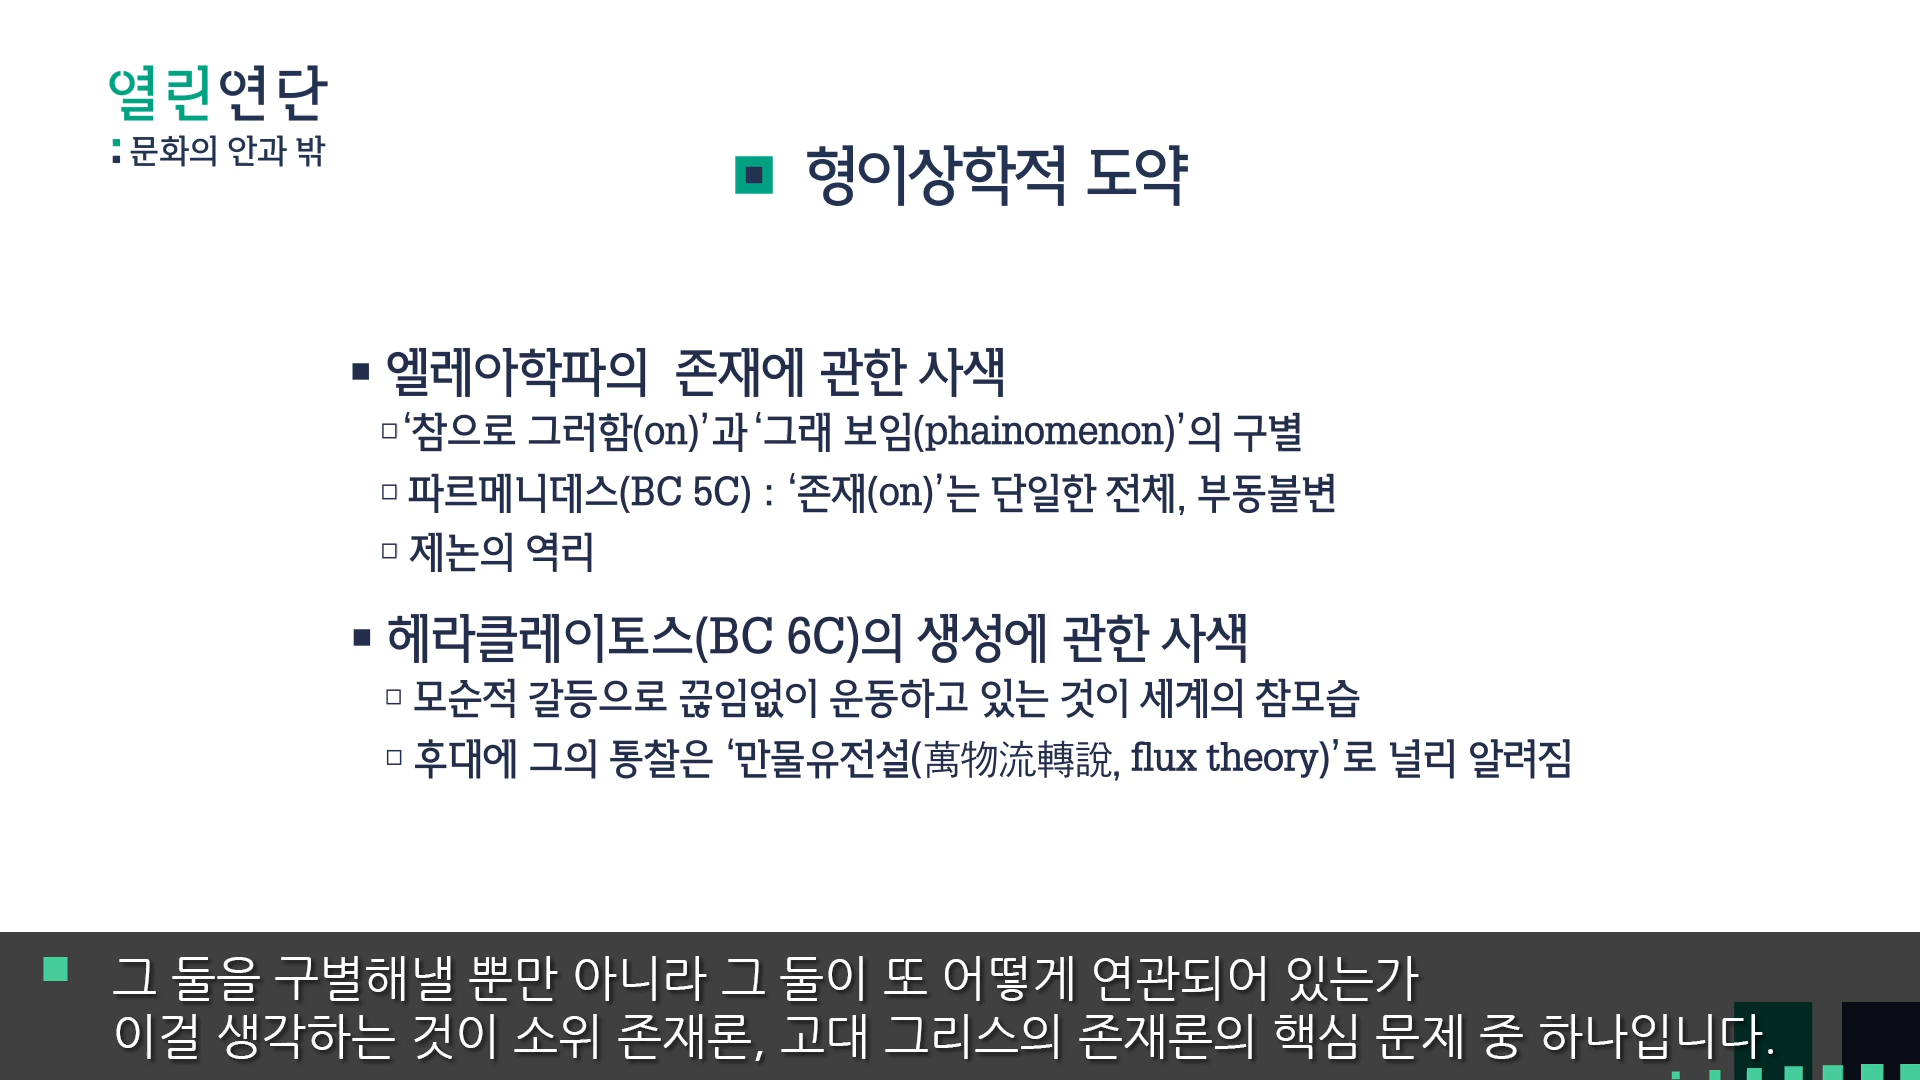 열린연단
:문화의 안과 밖
형이상학적 도약
엘레아학파의 존재에 관한 사색
‘참으로 그러함(on)’과 ‘그래 보임(phainomenon)’의 구별
파르메니데스(BC 5C) : ‘존재(on)’는 단일한 전체, 부동불변
제논의 역리
헤라클레이토스(BC 6C)의 생성에 관한 사색
모순적 갈등으로 끊임없이 운동하고 있는 것이 세계의 참모습
후대에 그의 통찰은 ‘만물유전설(萬物流轉說, flux theory)’로 널리 알려짐
그 둘을 구별해낼 뿐만 아니라 그 둘이 또 어떻게 연관되어 있는가
이걸 생각하는 것이 소위 존재론, 고대 그리스의 존재론의 핵심 문제 중 하나입니다.